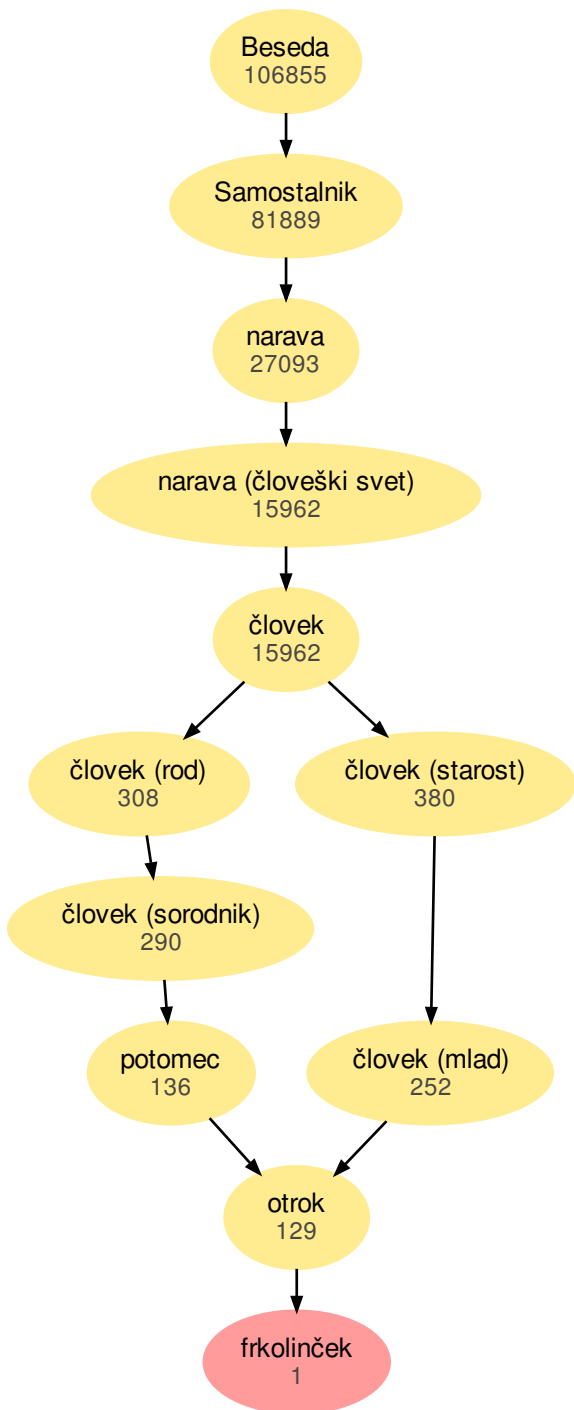 Beseda
106855
Samostalnik
81889
narava
27093
narava (človeški svet)
15962
človek
15962
človek (rod)
308
človek (starost)
380
človek (sorodnik)
290
potomec
136
človek (mlad)
252
otrok
129
frkolinček
1